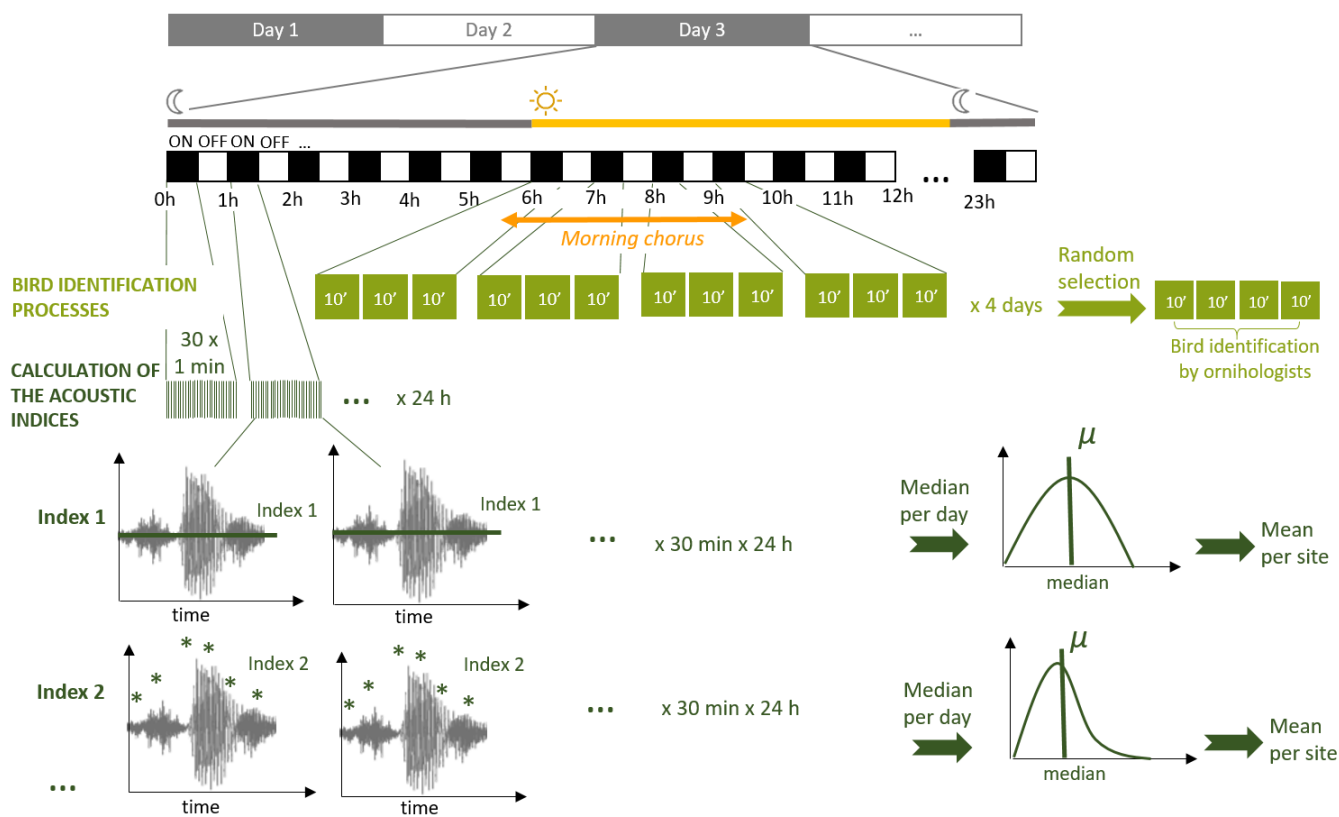 Day 1 Day 2 Day 3 ...
ON OFF ON OFF ...
...
0h 1h 2h 3h 4h 5h 6h 7h 8h 9h 10h 11h 12h 23h
Morning chorus
BIRD IDENTIFICATION
PROCESSES
10’ 10’ 10’ 10’ 10’ 10’ 10’ 10’ 10’ 10’ 10’ 10’
x 4 days
Random
selection
10’ 10’ 10’ 10’
Bird identification
by ornihologists
CALCULATION OF
THE ACOUSTIC
INDICES
30 x
1 min
... x 24 h
Index 1
Index 1
time
Index 1
time
... x 30 min x 24 h
Median
per day
μ
median
Mean
per site
Index 2
Index 2
* * * * * *
time
Index 2
* * * * * *
time
... x 30 min x 24 h
Median
per day
μ
median
Mean
per site
...